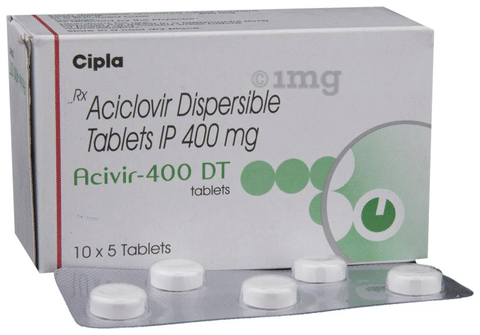 Cipla
©1mg
Rx Aciclovir Dispersible
Tablets IP 400 mg
Acivir-400 DT
tablets
10 x 5 Tablets